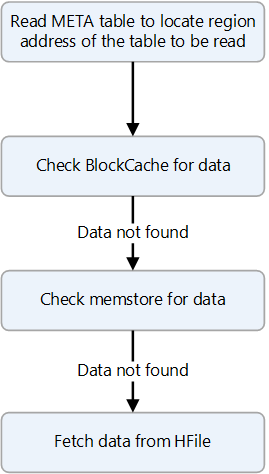 Read META table to locate region
address of the table to be read
Check BlockCache for data
Data not found
Check memstore for data
Data not found
Fetch data from HFile